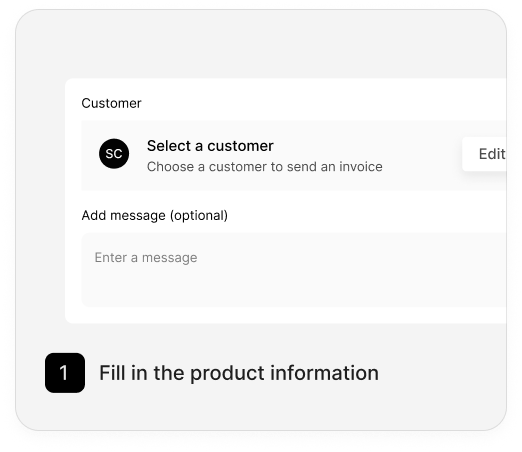 Customer
SC
Select a customer
Choose a customer to send an invoice
Edit
Add message (optional)
Enter a message
1 Fill in the product information